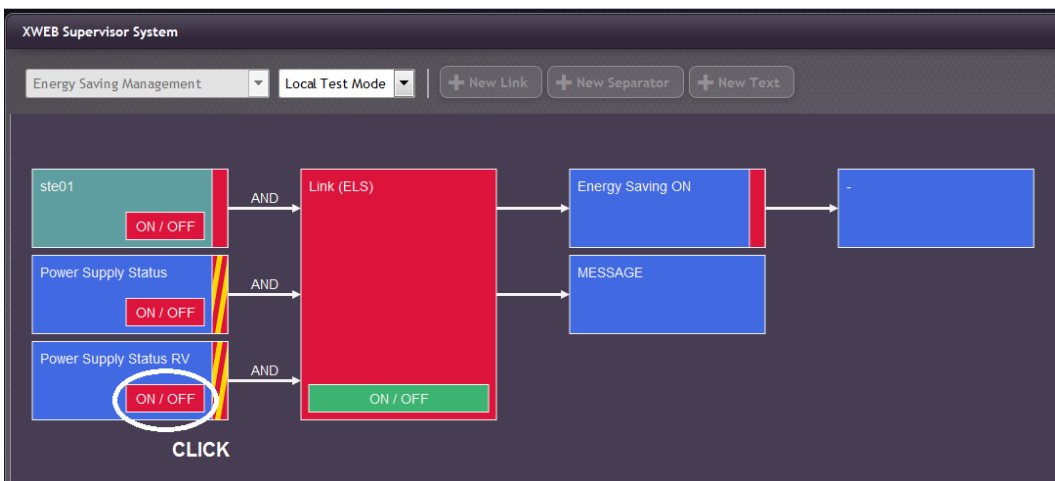 XWEB Supervisor System
Energy Saving Management
Local Test Mode
New Link
New Separator
New Text
ste01
ON / OFF
AND
Link (ELS)
Energy Saving ON
-
Power Supply Status
ON / OFF
AND
MESSAGE
Power Supply Status RV
ON / OFF
AND
ON / OFF
CLICK